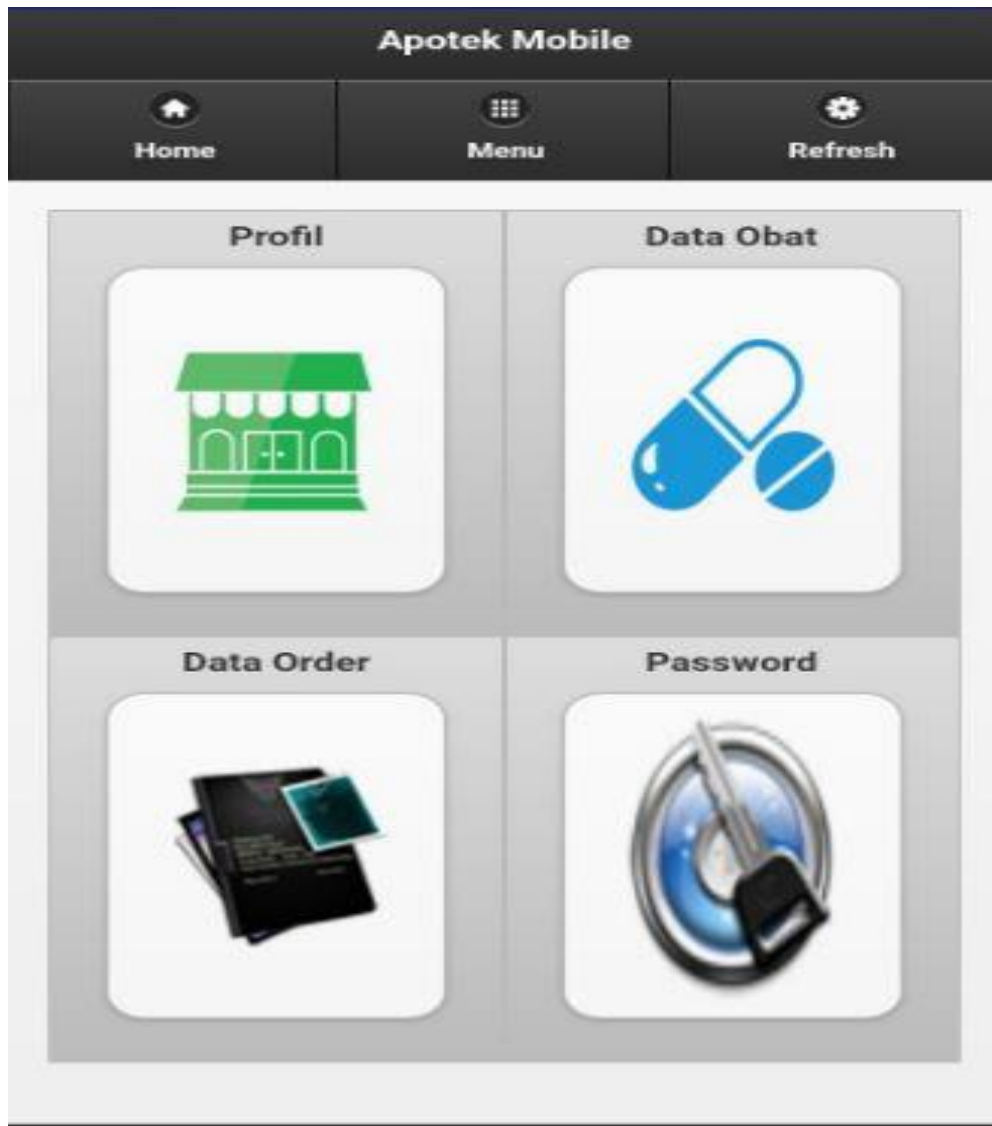 Apotek Mobile
Home Menu Refresh
Profil Data Obat
Data Order Password